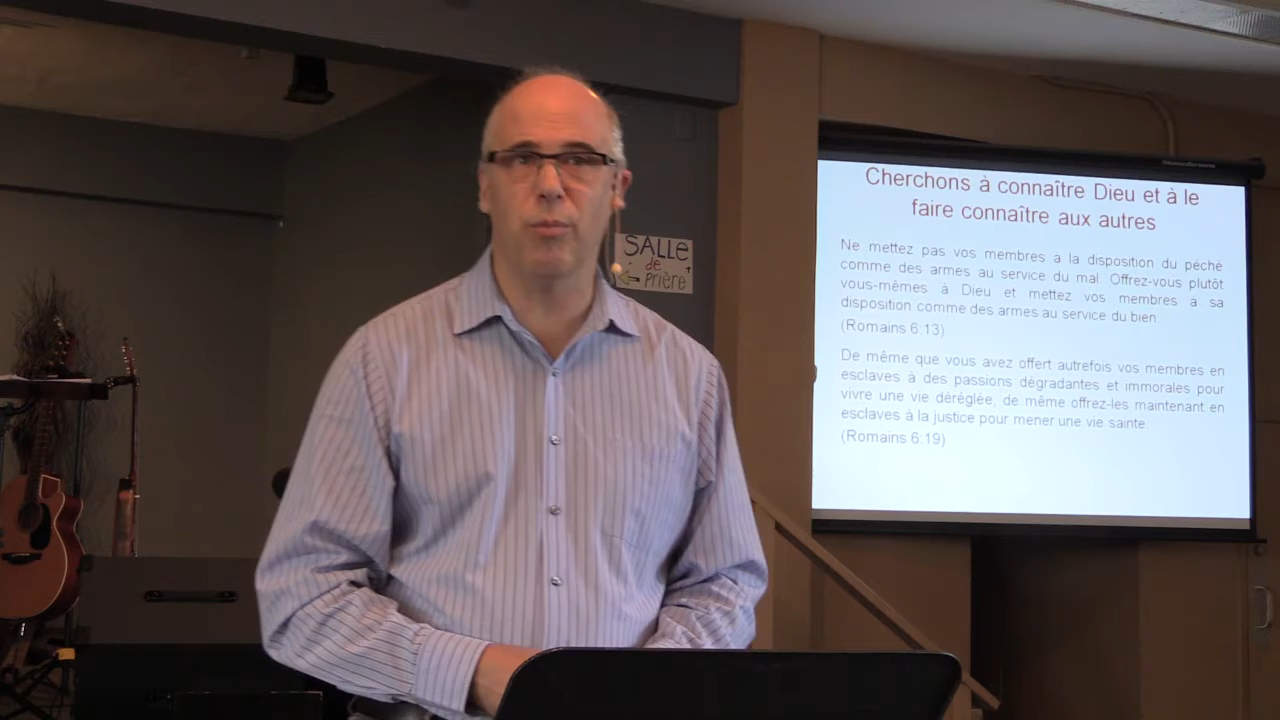 SALLE
de
Prière
Cherchons à connaître Dieu et à le
faire connaître aux autres
Ne mettez pas vos membres à la disposition du péché
comme des armes au service du mal. Offrez-vous plutôt
vous-mêmes à Dieu et mettez vos membres à sa
disposition comme des armes au service du bien.
(Romains 6:13)
De même que vous avez offert autrefois vos membres en
esclaves à des passions dégradantes et immorales pour
vivre une vie déréglée, de même offrez-les maintenant en
esclaves à la justice pour mener une vie sainte.
(Romains 6:19)